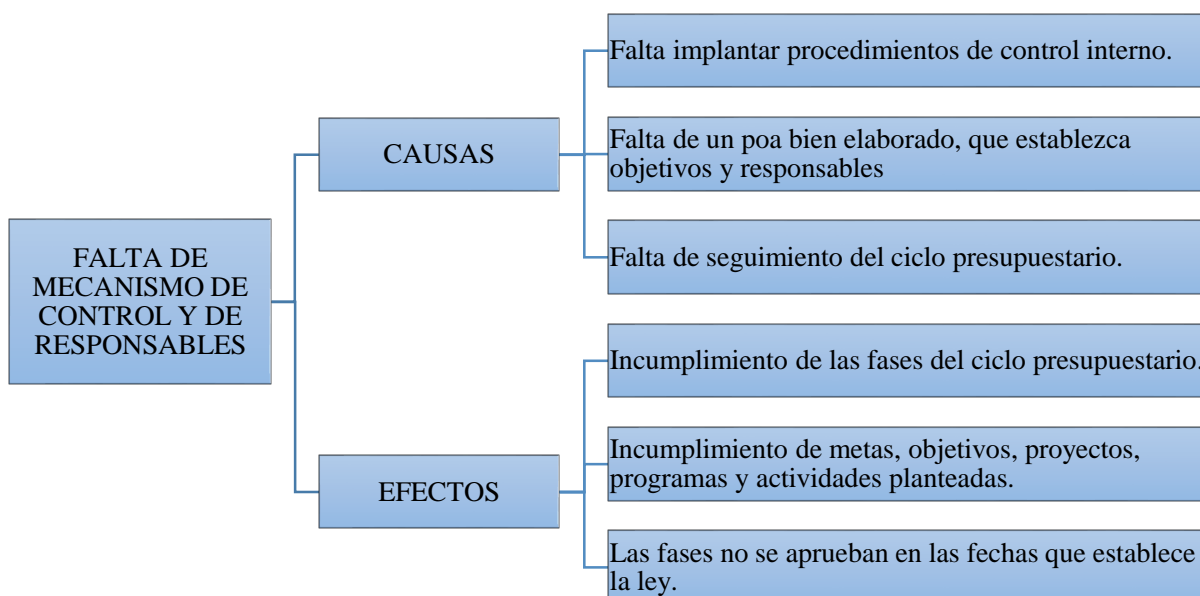 Falta implantar procedimientos de control interno.
CAUSAS
Falta de un poa bien elaborado, que establezca
objetivos y responsables
Falta de seguimiento del ciclo presupuestario.
FALTA DE
MECANISMO DE
CONTROL Y DE
RESPONSABLES
Incumplimiento de las fases del ciclo presupuestario.
EFECTOS
Incumplimiento de metas, objetivos, proyectos,
programas y actividades planteadas.
Las fases no se aprueban en las fechas que establece
la ley.